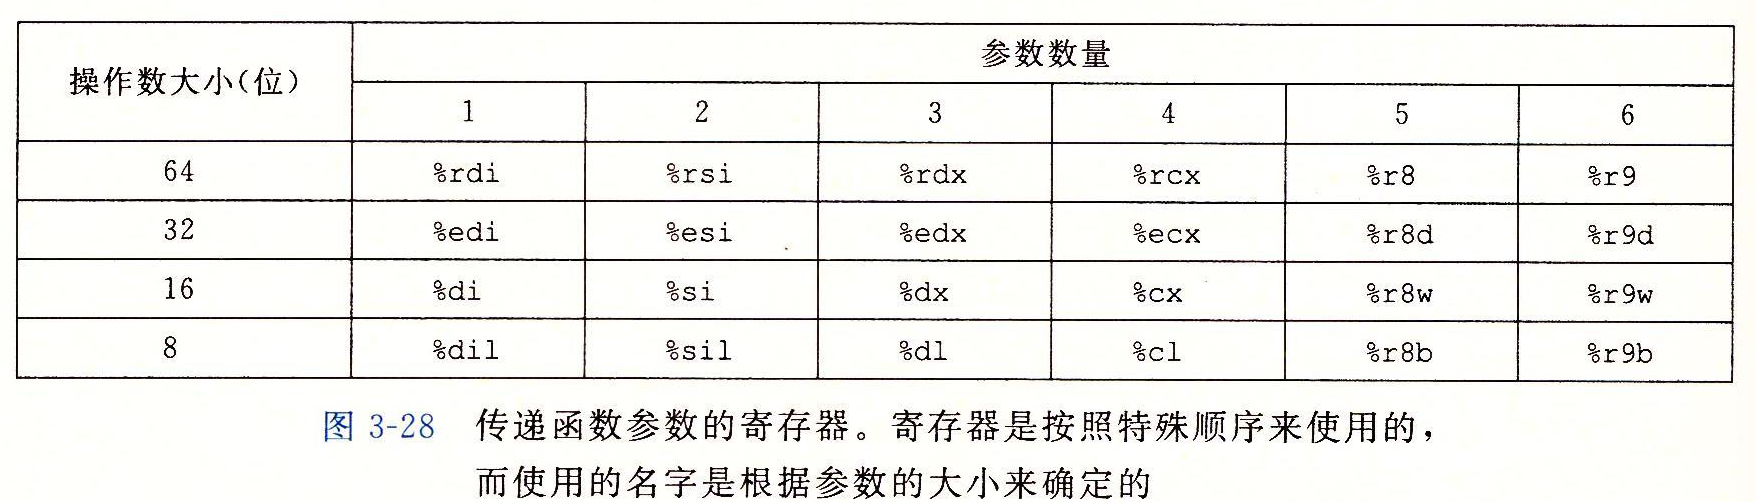 操作数大小(位) 参数数量
1 2 3 4 5 6
64 %rdi %rsi %rdx %rcx %r8 %r9
32 %edi %esi %edx %ecx %r8d %r9d
16 %di %si %dx %cx %r8w %r9w
8 %dil %sil %dl %cl %r8b %r9b
图 3-28 传递函数参数的寄存器。寄存器是按照特殊顺序来使用的，
而使用的名字是根据参数的大小来确定的